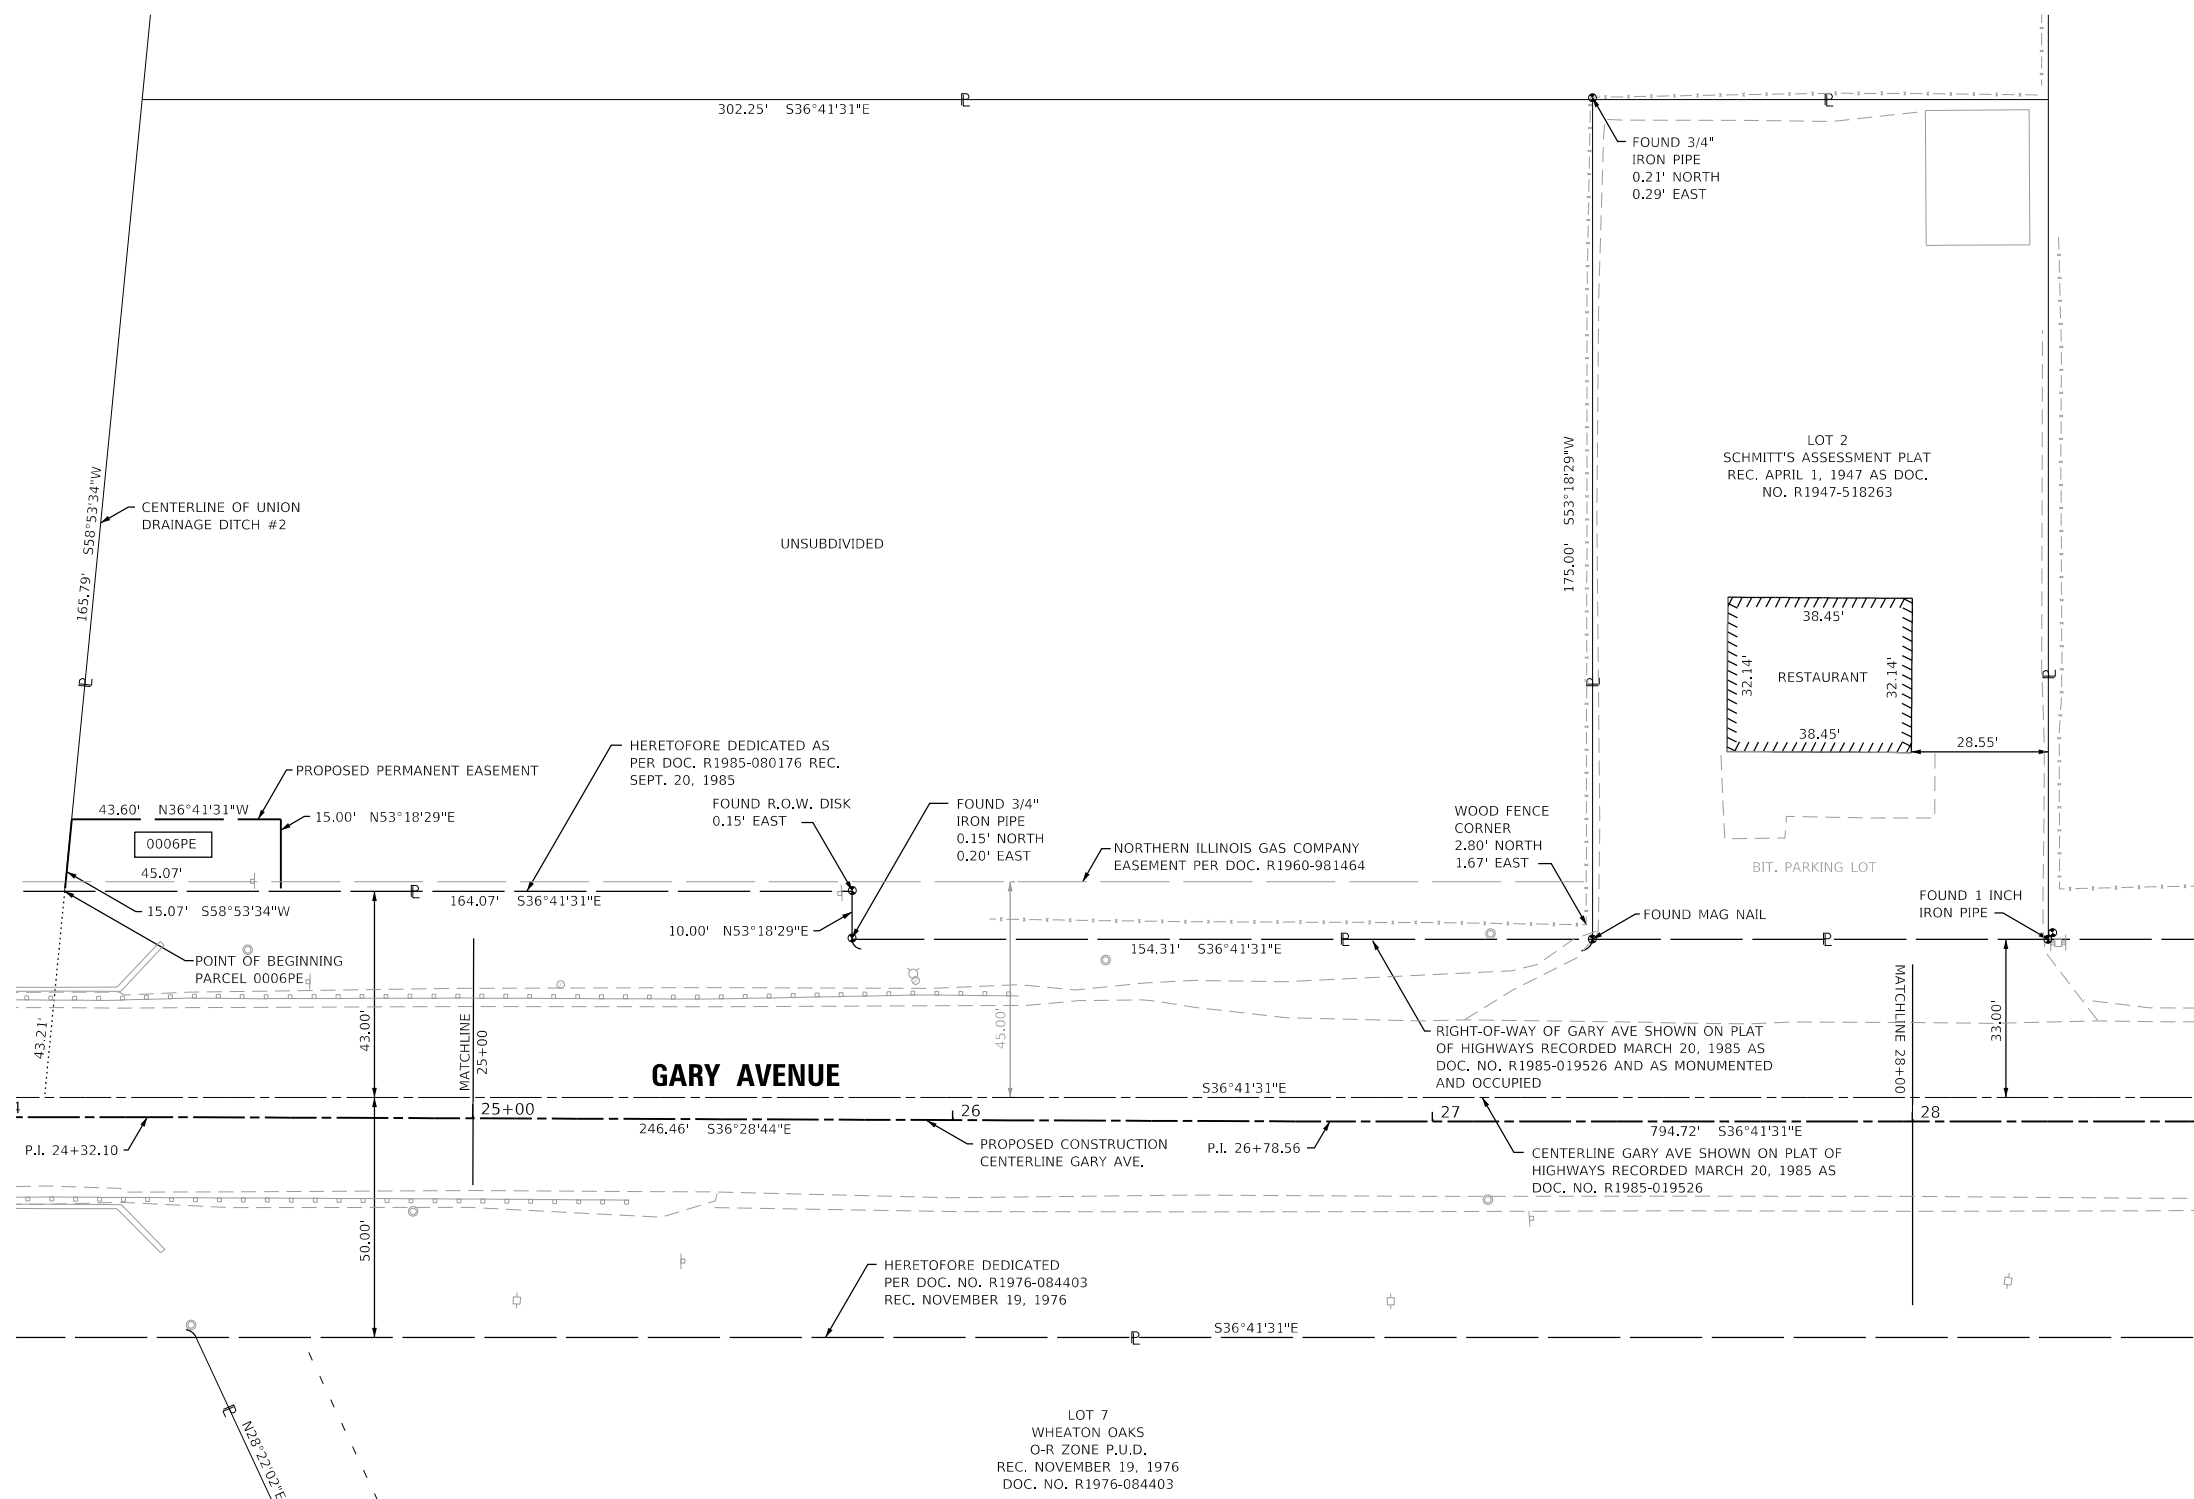 302.25' S36°41'31"E
FOUND 3/4"
IRON PIPE
0.21' NORTH
0.29' EAST
165.79' S58°53'34"W
CENTERLINE OF UNION
DRAINAGE DITCH #2
UNSUBDIVIDED
175.00' S53°18'29"W
LOT 2
SCHMITT'S ASSESSMENT PLAT
REC. APRIL 1, 1947 AS DOC.
NO. R1947-518263
38.45'
32.14'
RESTAURANT
32.14'
38.45'
28.55'
HERETOFORE DEDICATED AS
PER DOC. R1985-080176 REC.
SEPT. 20, 1985
PROPOSED PERMANENT EASEMENT
43.60' N36°41'31"W
15.00' N53°18'29"E
0006PE
45.07'
FOUND R.O.W. DISK
0.15' EAST
FOUND 3/4"
IRON PIPE
0.15' NORTH
0.20' EAST
NORTHERN ILLINOIS GAS COMPANY
EASEMENT PER DOC. R1960-981464
WOOD FENCE
CORNER
2.80' NORTH
1.67' EAST
BIT. PARKING LOT
FOUND 1 INCH
IRON PIPE
15.07' S58°53'34"W
164.07' S36°41'31"E
10.00' N53°18'29"E
FOUND MAG NAIL
154.31' S36°41'31"E
POINT OF BEGINNING
PARCEL 0006PE
43.21'
43.00'
MATCHLINE
25+00
45.00'
MATCHLINE 28+00
33.00'
RIGHT-OF-WAY OF GARY AVE SHOWN ON PLAT
OF HIGHWAYS RECORDED MARCH 20, 1985 AS
DOC. NO. R1985-019526 AND AS MONUMENTED
AND OCCUPIED
GARY AVENUE
S36°41'31"E
4
25+00
26
27
28
246.46' S36°28'44"E
794.72' S36°41'31"E
P.I. 24+32.10
PROPOSED CONSTRUCTION
CENTERLINE GARY AVE.
P.I. 26+78.56
CENTERLINE GARY AVE SHOWN ON PLAT OF
HIGHWAYS RECORDED MARCH 20, 1985 AS
DOC. NO. R1985-019526
50.00'
HERETOFORE DEDICATED
PER DOC. NO. R1976-084403
REC. NOVEMBER 19, 1976
S36°41'31"E
N28°22'02"E
LOT 7
WHEATON OAKS
O-R ZONE P.U.D.
REC. NOVEMBER 19, 1976
DOC. NO. R1976-084403